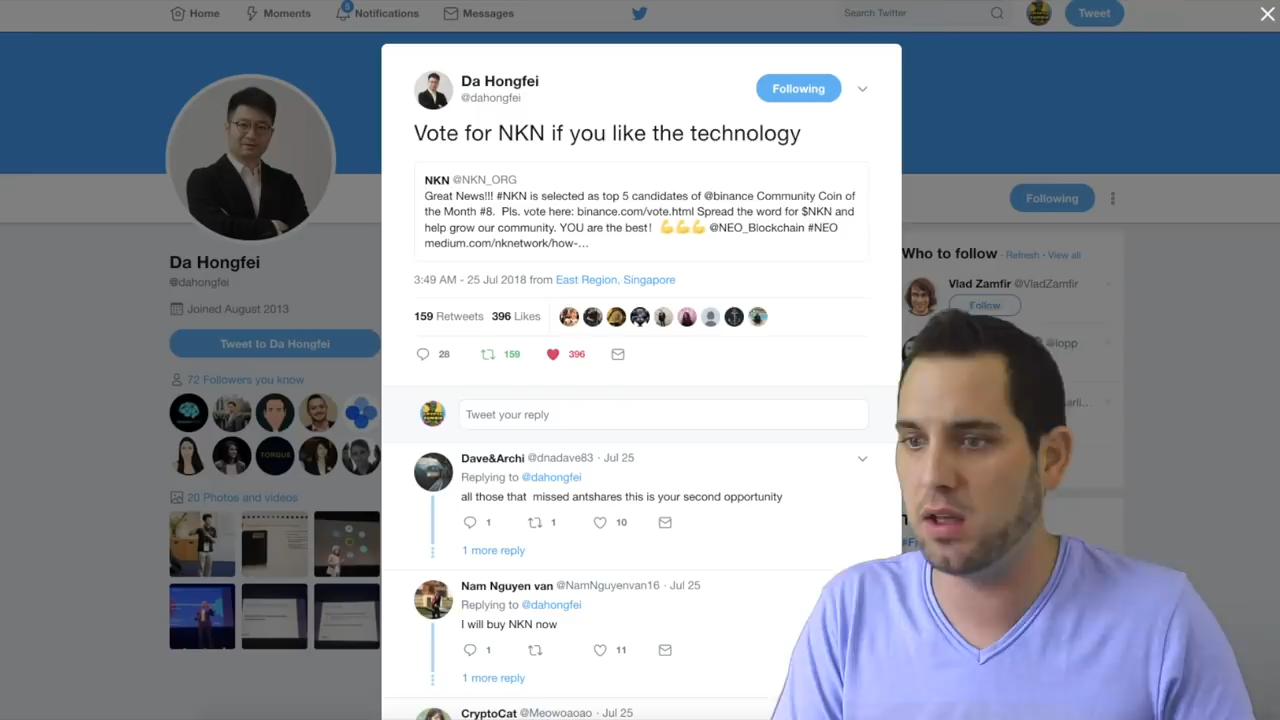 Home
Moments
5
Notifications
Messages
Search Twitter
Tweet
Da Hongfei
@dahongfei
Following
Vote for NKN if you like the technology
NKN @NKN_ORG
Great News!!! #NKN is selected as top 5 candidates of @binance Community Coin of
the Month #8. Pls. vote here: binance.com/vote.html Spread the word for $NKN and
help grow our community. YOU are the best! 💪💪💪 @NEO_Blockchain #NEO
medium.com/nknetwork/how-...
3:49 AM - 25 Jul 2018 from East Region, Singapore
159 Retweets 396 Likes
28 159 396
Tweet your reply
Dave&Archi @dnadave83 · Jul 25
Replying to @dahongfei
all those that missed antshares this is your second opportunity
1 1 10
1 more reply
Nam Nguyen van @NamNguyenvan16 · Jul 25
Replying to @dahongfei
I will buy NKN now
1 11
1 more reply
CryptoCat @Meowoaoao · Jul 25
Da Hongfei
@dahongfei
Joined August 2013
Tweet to Da Hongfei
72 Followers you know
TORQUE
20 Photos and videos
Following
Who to follow · Refresh · View all
Vlad Zamfir @VladZamfir
Follow
@iopp